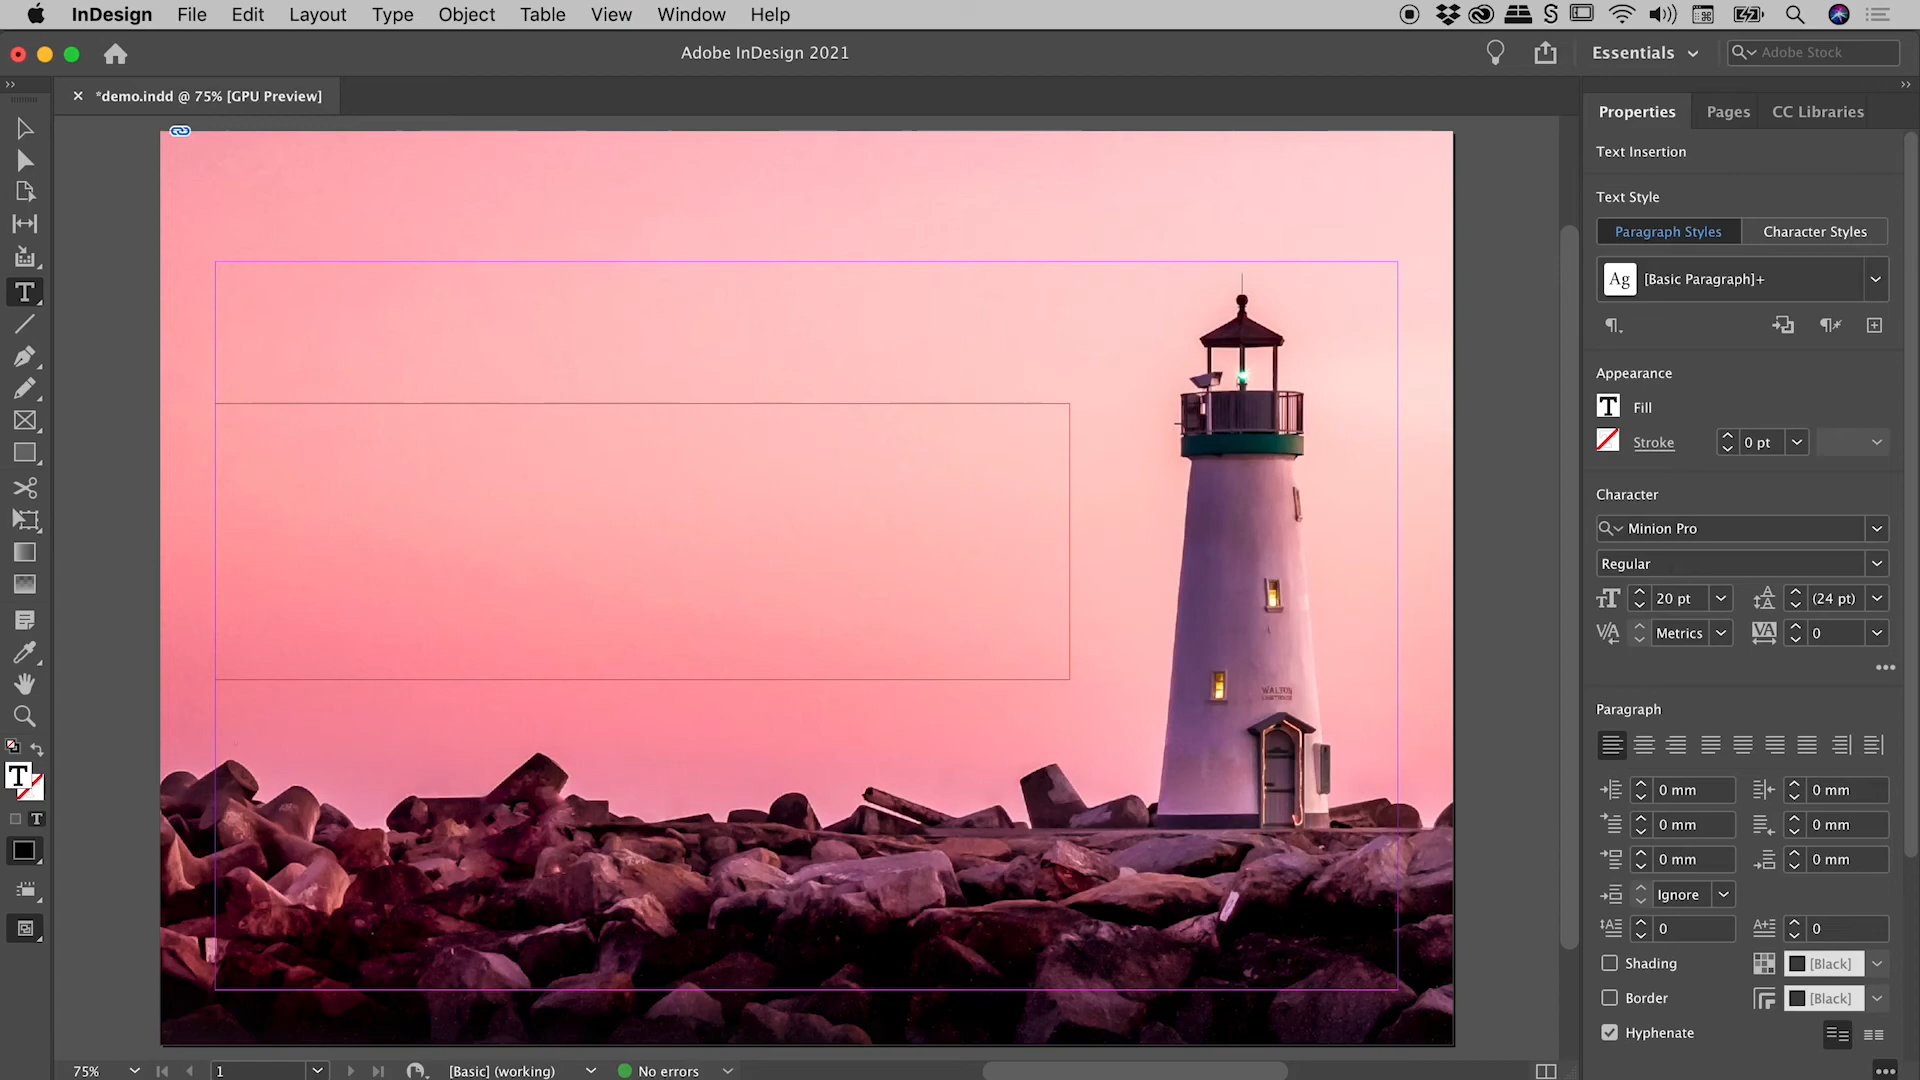 InDesign File Edit Layout Type Object Table View Window Help
Adobe InDesign 2021
Essentials
Adobe Stock
*demo.indd @ 75% [GPU Preview]
Properties Pages CC Libraries
Text Insertion
Text Style
Paragraph Styles Character Styles
Ag [Basic Paragraph]+
Appearance
T Fill
Stroke 0 pt
Character
Minion Pro
Regular
20 pt (24 pt)
Metrics 0
WALTON
LIGHTHOUSE
Paragraph
0 mm 0 mm
0 mm 0 mm
0 mm 0 mm
Ignore
0 0
Shading [Black]
Border [Black]
Hyphenate
75% 1 [Basic] (working) No errors